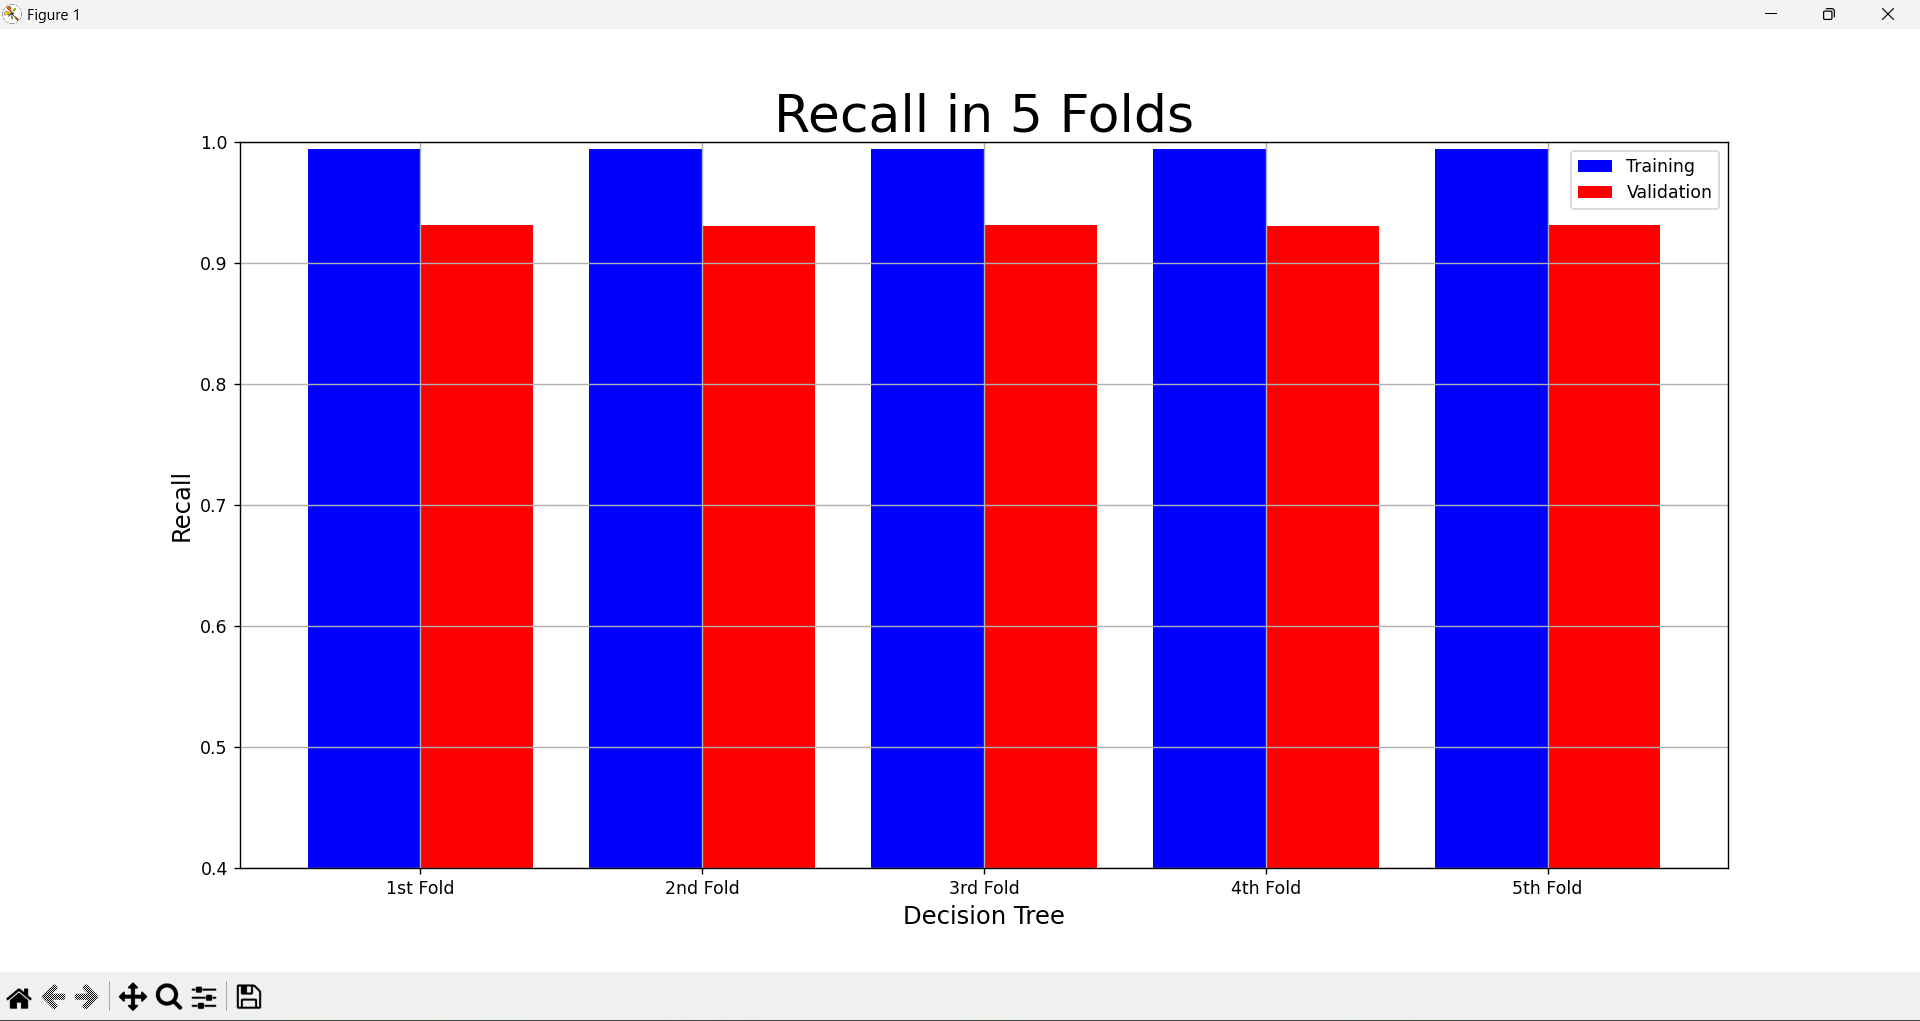 Figure 1
Recall in 5 Folds
1.0
0.9
0.8
0.7
0.6
0.5
0.4
Recall
Training
Validation
1st Fold 2nd Fold 3rd Fold 4th Fold 5th Fold
Decision Tree